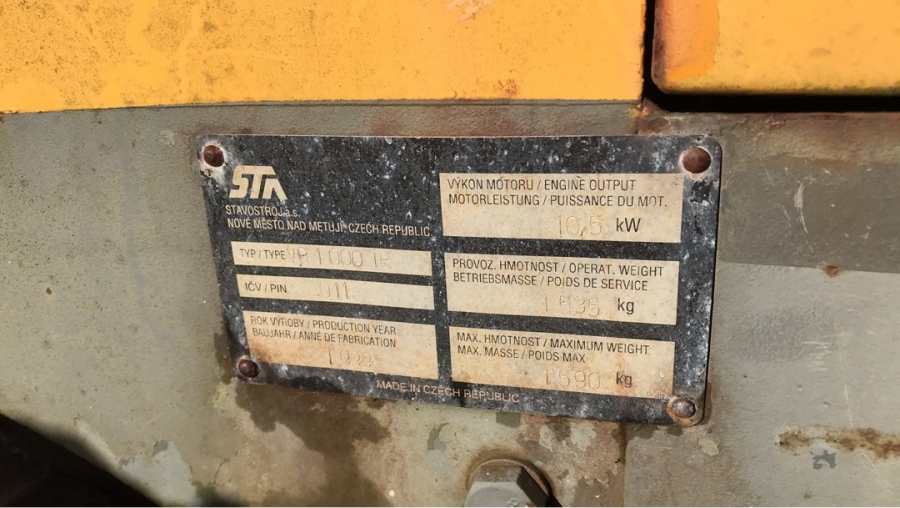 STA
STAVOSTROJ a.s.
NOVÉ MĚSTO NAD METUJÍ, CZECH REPUBLIC
TYP / TYPE
IČV / PIN
ROK VÝROBY / PRODUCTION YEAR
BAUJAHR / ANNÉ DE FABRICATION
VÝKON MOTORU / ENGINE OUTPUT
MOTORLEISTUNG / PUISSANCE DU MOT.
kW
PROVOZ. HMOTNOST / OPERAT. WEIGHT
BETRIEBSMASSE / POIDS DE SERVICE
kg
MAX. HMOTNOST / MAXIMUM WEIGHT
MAX. MASSE / POIDS MAX
1590 kg
MADE IN CZECH REPUBLIC